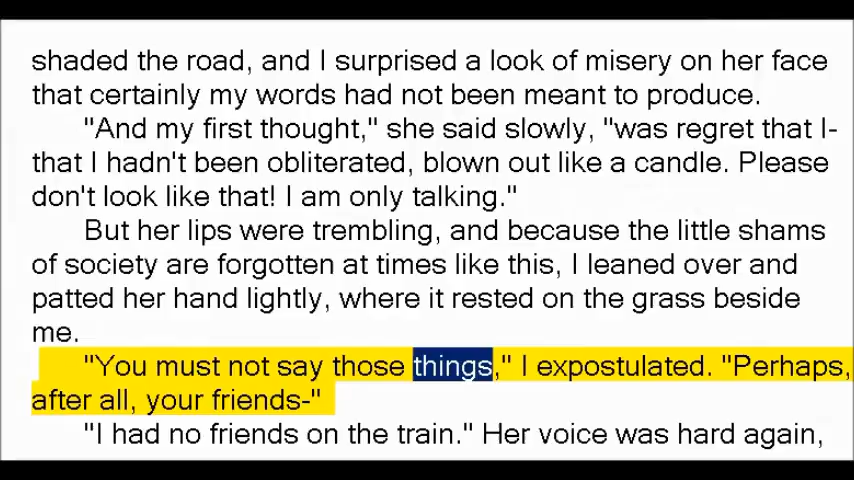 shaded the road, and I surprised a look of misery on her face
that certainly my words had not been meant to produce.
"And my first thought," she said slowly, "was regret that I-
that I hadn't been obliterated, blown out like a candle. Please
don't look like that! I am only talking."
But her lips were trembling, and because the little shams
of society are forgotten at times like this, I leaned over and
patted her hand lightly, where it rested on the grass beside
me.
"You must not say those things," I expostulated. "Perhaps,
after all, your friends-"
"I had no friends on the train." Her voice was hard again,